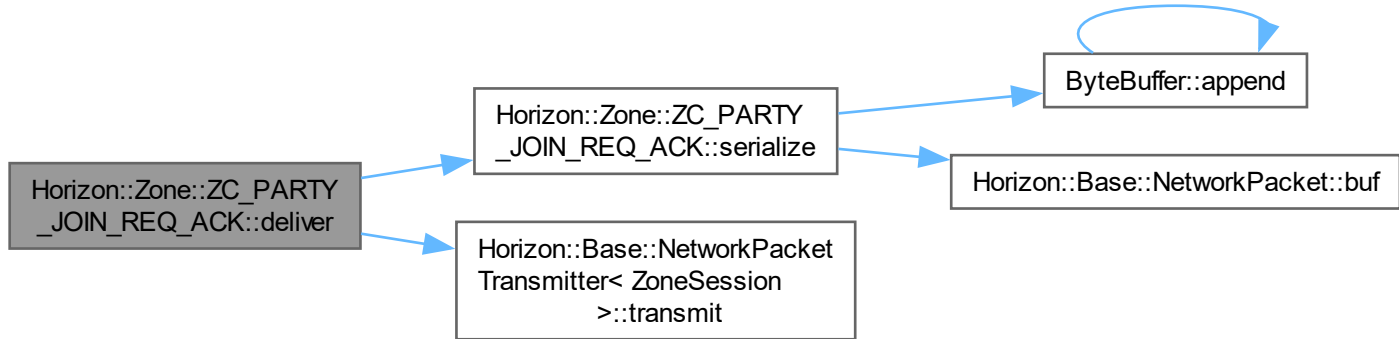 Horizon::Zone::ZC_PARTY
_JOIN_REQ_ACK::deliver
Horizon::Zone::ZC_PARTY
_JOIN_REQ_ACK::serialize
ByteBuffer::append
Horizon::Base::NetworkPacket::buf
Horizon::Base::NetworkPacket
Transmitter< ZoneSession
>::transmit